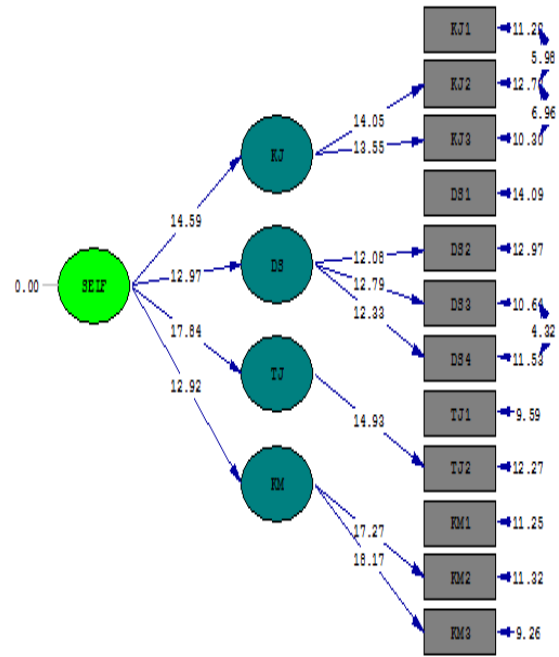 KJ1 11.28
5.98
KJ2 12.79
14.05
6.96
KJ 13.55 KJ3 10.30
14.59 DS1 14.09
DS 12.08 DS2 12.97
0.00 SELF 12.97 12.79 DS3 10.64
12.33 4.32
17.84 DS4 11.53
TJ
12.92 TJ1 9.59
14.93
TJ2 12.27
KM
KM1 11.25
17.27
18.17 KM2 11.32
KM3 9.26